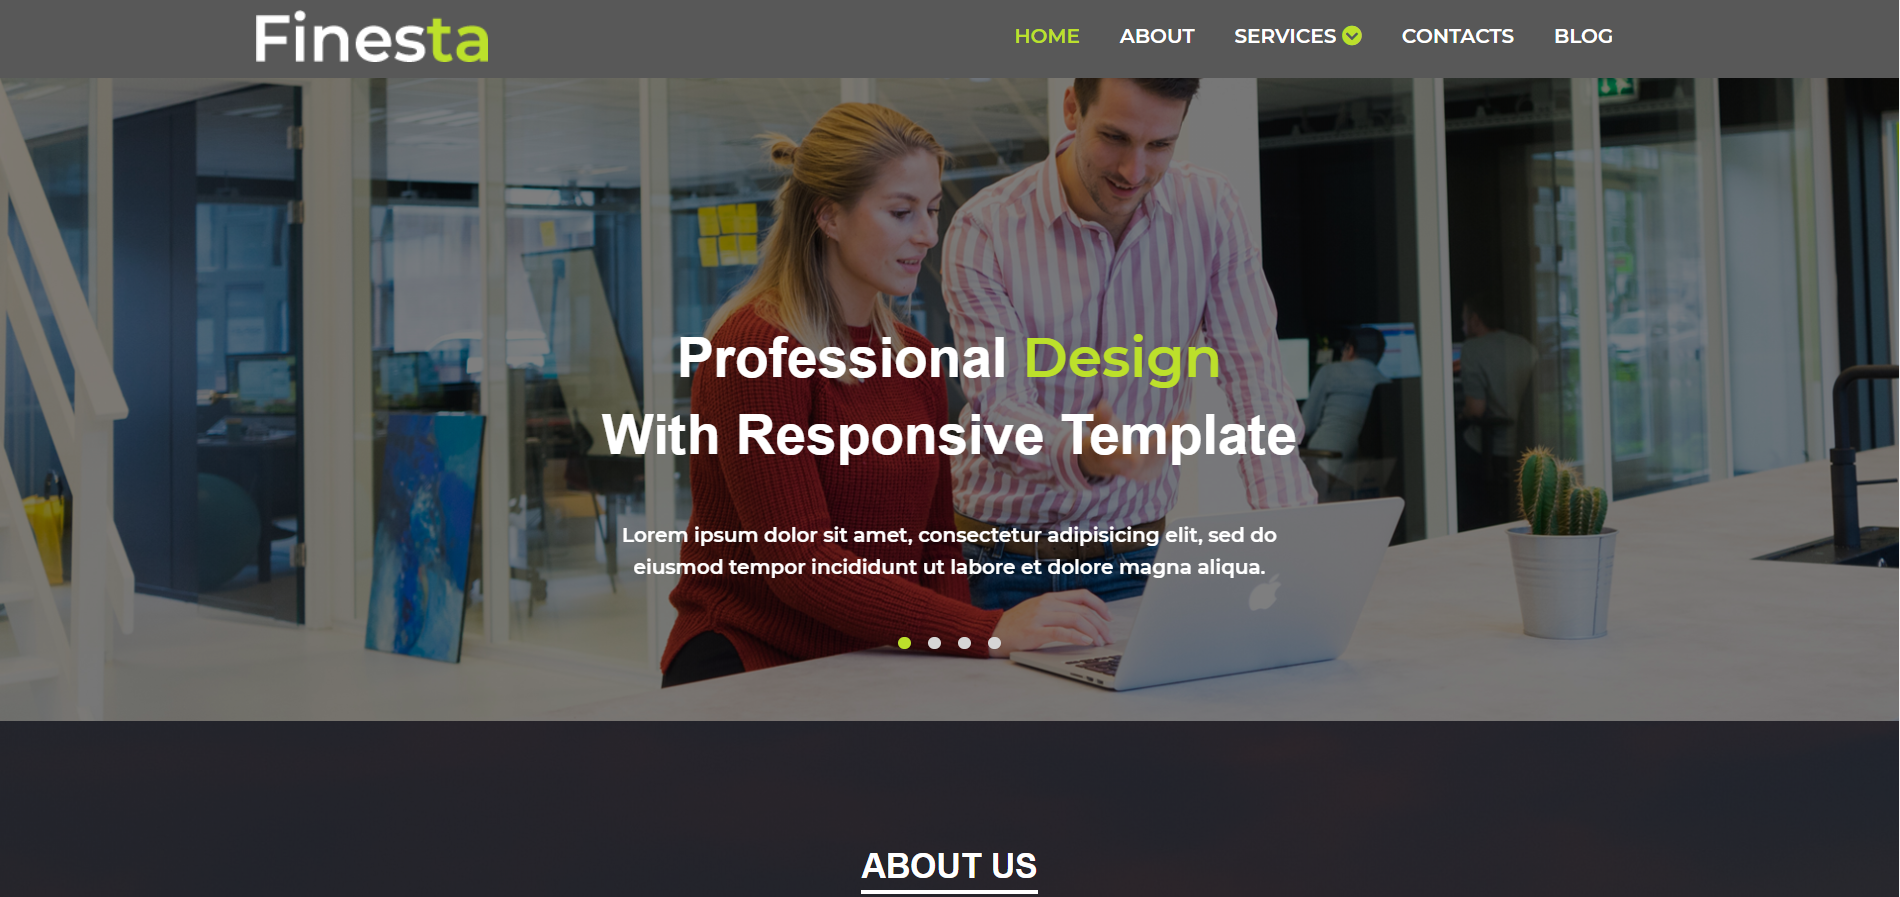 Finesta
HOME ABOUT SERVICES CONTACTS BLOG
Professional Design
With Responsive Template
Lorem ipsum dolor sit amet, consectetur adipisicing elit, sed do
eiusmod tempor incididunt ut labore et dolore magna aliqua.
ABOUT US